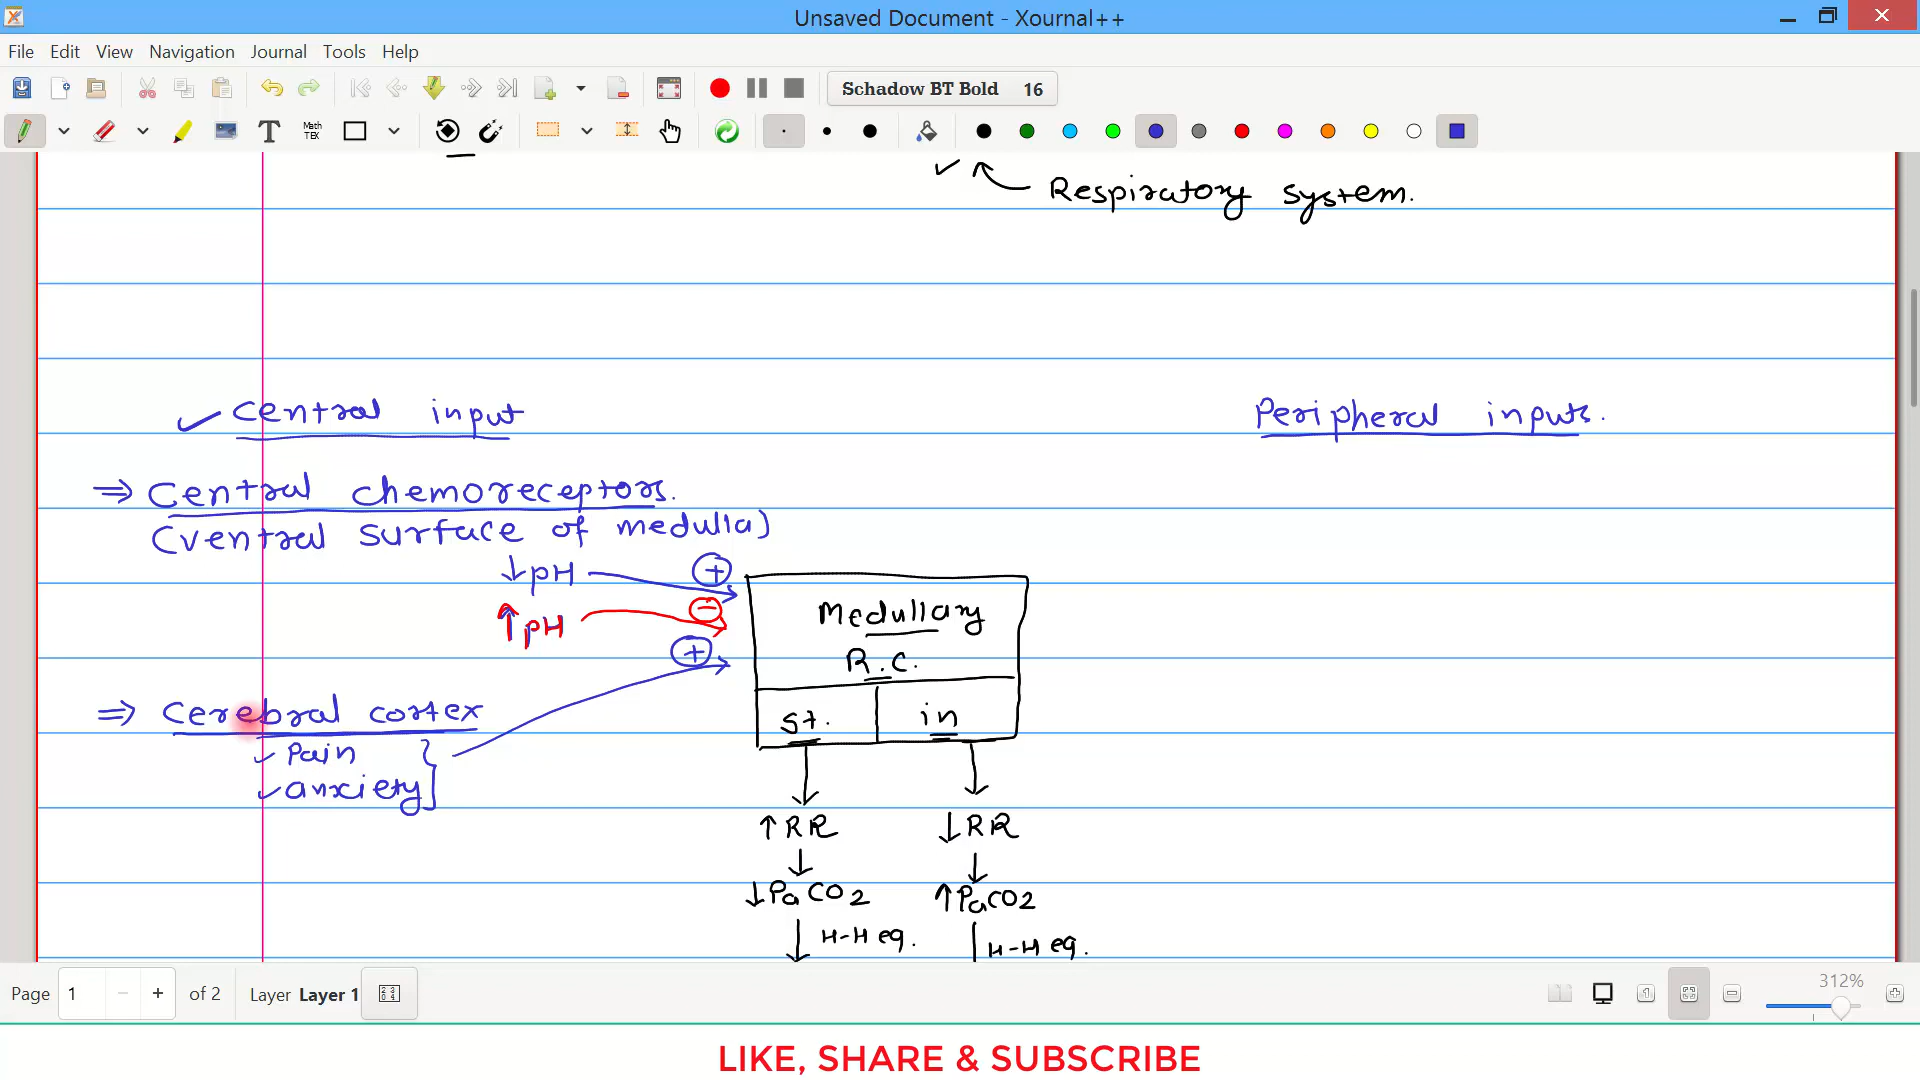 Unsaved Document - Xournal++
File Edit View Navigation Journal Tools Help
Schadow BT Bold 16
Math TEX
Respiratory system.
Central input
Peripheral inputs.
⇒ Central chemoreceptors.
(ventral surface of medulla)
↓pH +
↑pH −
+
Medullary
R.C.
St. in
⇒ Cerebral cortex
✓ Pain
✓ anxiety
↑RR ↓RR
↓PaCO2 ↑PaCO2
H-H eq. H-H eq.
Page 1 of 2 Layer Layer 1 312%
LIKE, SHARE & SUBSCRIBE